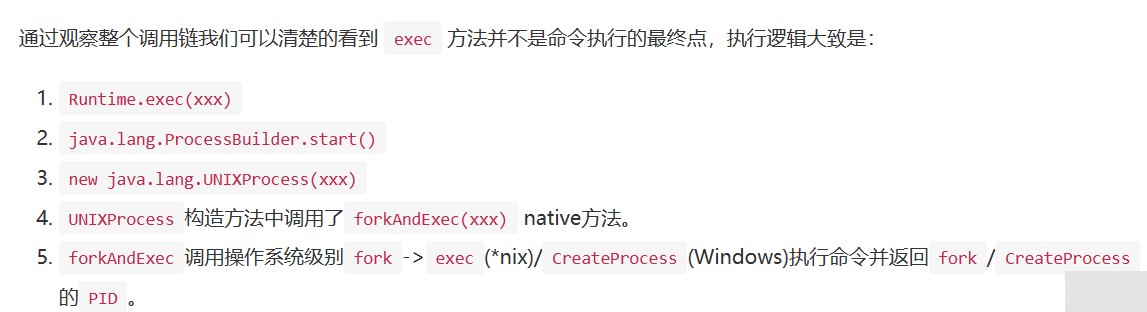 通过观察整个调用链我们可以清楚的看到 exec 方法并不是命令执行的最终点，执行逻辑大致是：
1. Runtime.exec(xxx)
2. java.lang.ProcessBuilder.start()
3. new java.lang.UNIXProcess(xxx)
4. UNIXProcess 构造方法中调用了 forkAndExec(xxx) native方法。
5. forkAndExec 调用操作系统级别 fork -> exec (*nix)/ CreateProcess (Windows)执行命令并返回 fork / CreateProcess
的 PID 。